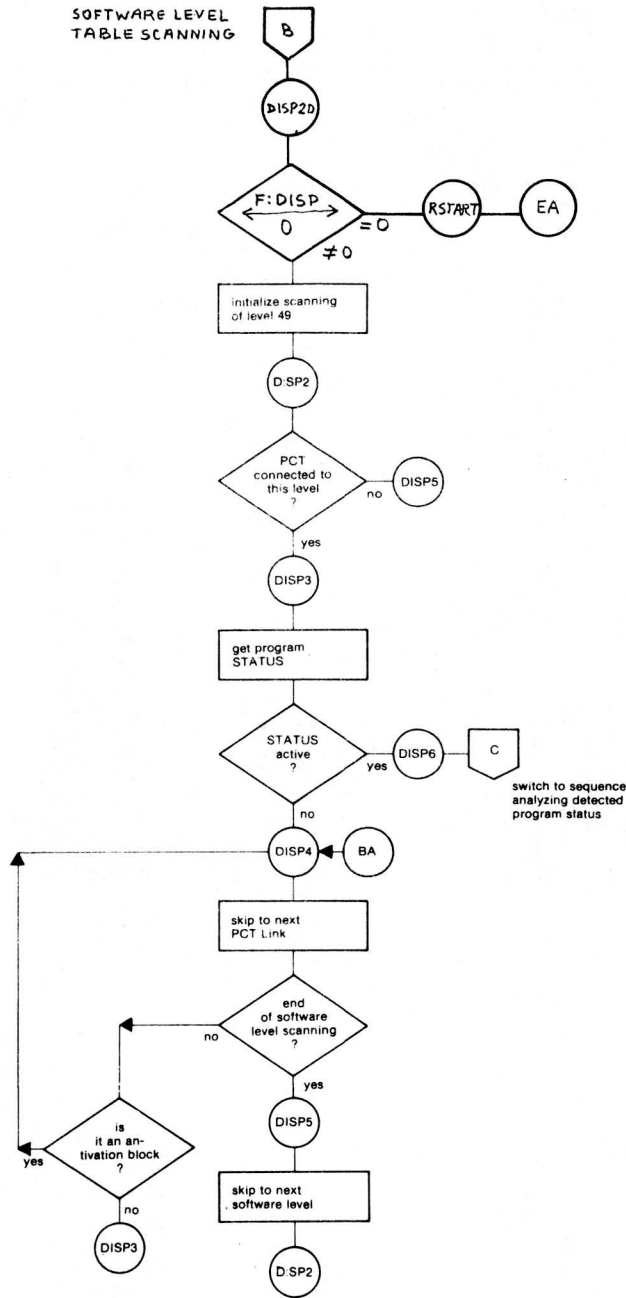 SOFTWARE LEVEL
TABLE SCANNING
B
DISP2D
F:DISP
0
=0
RSTART
EA
≠0
initialize scanning
of level 49
D:SP2
PCT
connected to
this level
?
no
DISP5
yes
DISP3
get program
STATUS
STATUS
active
?
yes
DISP6
C
switch to sequence
analyzing detected
program status
no
DISP4
BA
skip to next
PCT Link
end
of software
level scanning
?
no
yes
DISP5
is
it an an-
tivation block
?
yes
no
DISP3
skip to next
software level
D:SP2